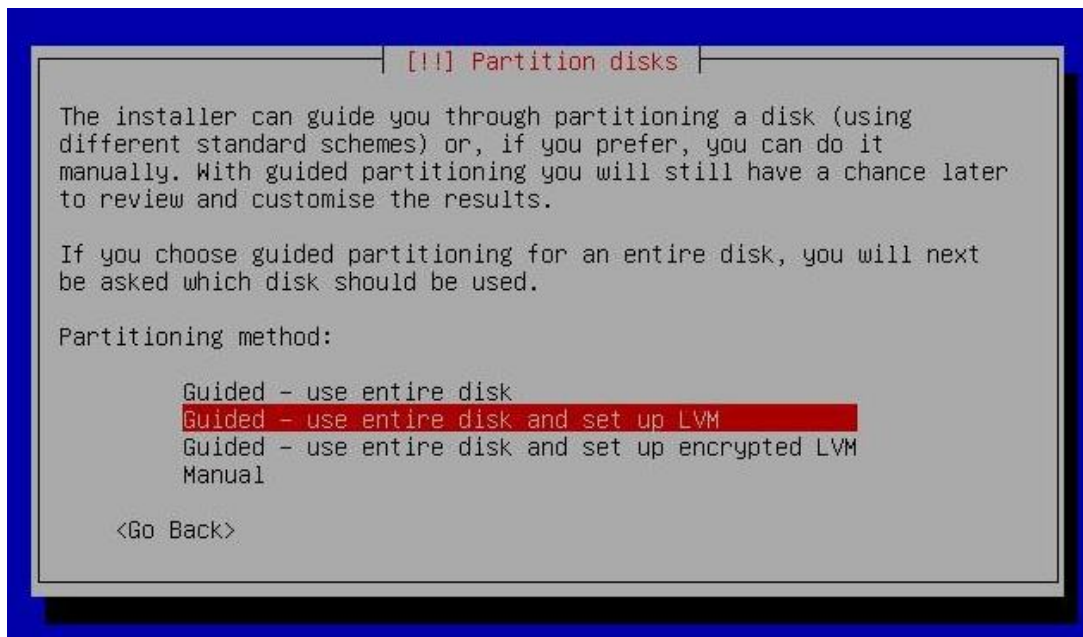 [!!] Partition disks
The installer can guide you through partitioning a disk (using
different standard schemes) or, if you prefer, you can do it
manually. With guided partitioning you will still have a chance later
to review and customise the results.
If you choose guided partitioning for an entire disk, you will next
be asked which disk should be used.
Partitioning method:
Guided - use entire disk
Guided - use entire disk and set up LVM
Guided - use entire disk and set up encrypted LVM
Manual
<Go Back>